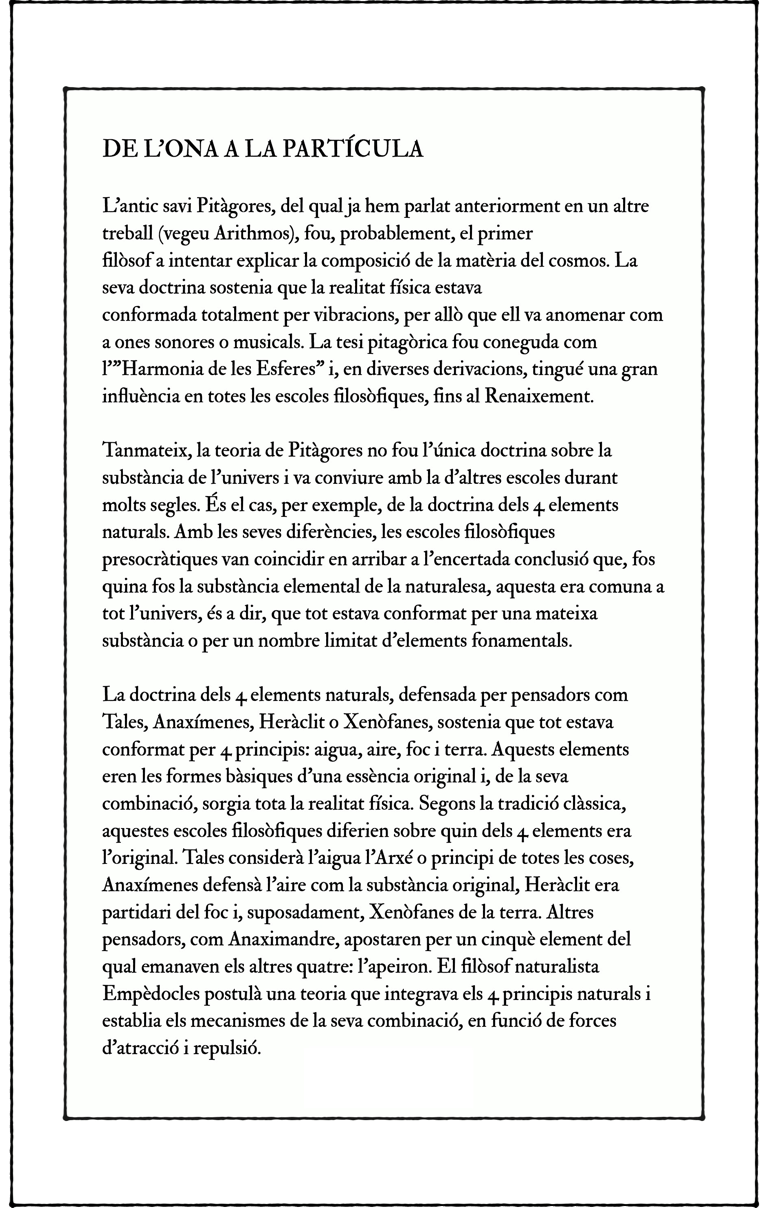 DE L'ONA A LA PARTÍCULA
L'antic savi Pitàgores, del qual ja hem parlat anteriorment en un altre
treball (vegeu Arithmos), fou, probablement, el primer
filòsof a intentar explicar la composició de la matèria del cosmos. La
seva doctrina sostenia que la realitat física estava
conformada totalment per vibracions, per allò que ell va anomenar com
a ones sonores o musicals. La tesi pitagòrica fou coneguda com
l'”Harmonia de les Esferes” i, en diverses derivacions, tingué una gran
influència en totes les escoles filosòfiques, fins al Renaixement.
Tanmateix, la teoria de Pitàgores no fou l'única doctrina sobre la
substància de l'univers i va conviure amb la d'altres escoles durant
molts segles. És el cas, per exemple, de la doctrina dels 4 elements
naturals. Amb les seves diferències, les escoles filosòfiques
presocràtiques van coincidir en arribar a l'encertada conclusió que, fos
quina fos la substància elemental de la naturalesa, aquesta era comuna a
tot l'univers, és a dir, que tot estava conformat per una mateixa
substància o per un nombre limitat d'elements fonamentals.
La doctrina dels 4 elements naturals, defensada per pensadors com
Tales, Anaxímenes, Heràclit o Xenòfanes, sostenia que tot estava
conformat per 4 principis: aigua, aire, foc i terra. Aquests elements
eren les formes bàsiques d'una essència original i, de la seva
combinació, sorgia tota la realitat física. Segons la tradició clàssica,
aquestes escoles filosòfiques diferien sobre quin dels 4 elements era
l'original. Tales considerà l'aigua l'Arxé o principi de totes les coses,
Anaxímenes defensà l'aire com la substància original, Heràclit era
partidari del foc i, suposadament, Xenòfanes de la terra. Altres
pensadors, com Anaximandre, apostaren per un cinquè element del
qual emanaven els altres quatre: l'apeiron. El filòsof naturalista
Empèdocles postulà una teoria que integrava els 4 principis naturals i
establia els mecanismes de la seva combinació, en funció de forces
d'atracció i repulsió.